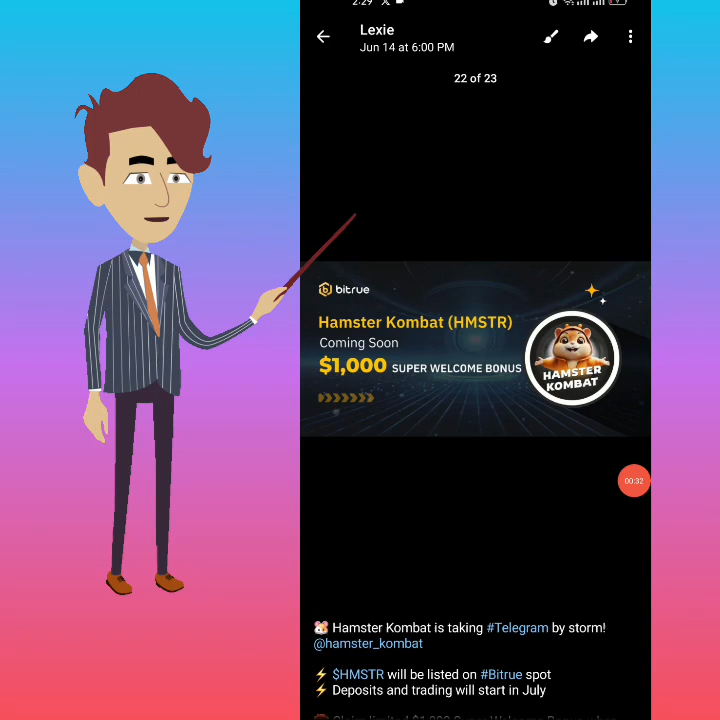 2:29
Lexie
Jun 14 at 6:00 PM
22 of 23
bitrue
Hamster Kombat (HMSTR)
Coming Soon
$1,000 SUPER WELCOME BONUS
HAMSTER
KOMBAT
00:32
🐹 Hamster Kombat is taking #Telegram by storm!
@hamster_kombat
⚡ $HMSTR will be listed on #Bitrue spot
⚡ Deposits and trading will start in July